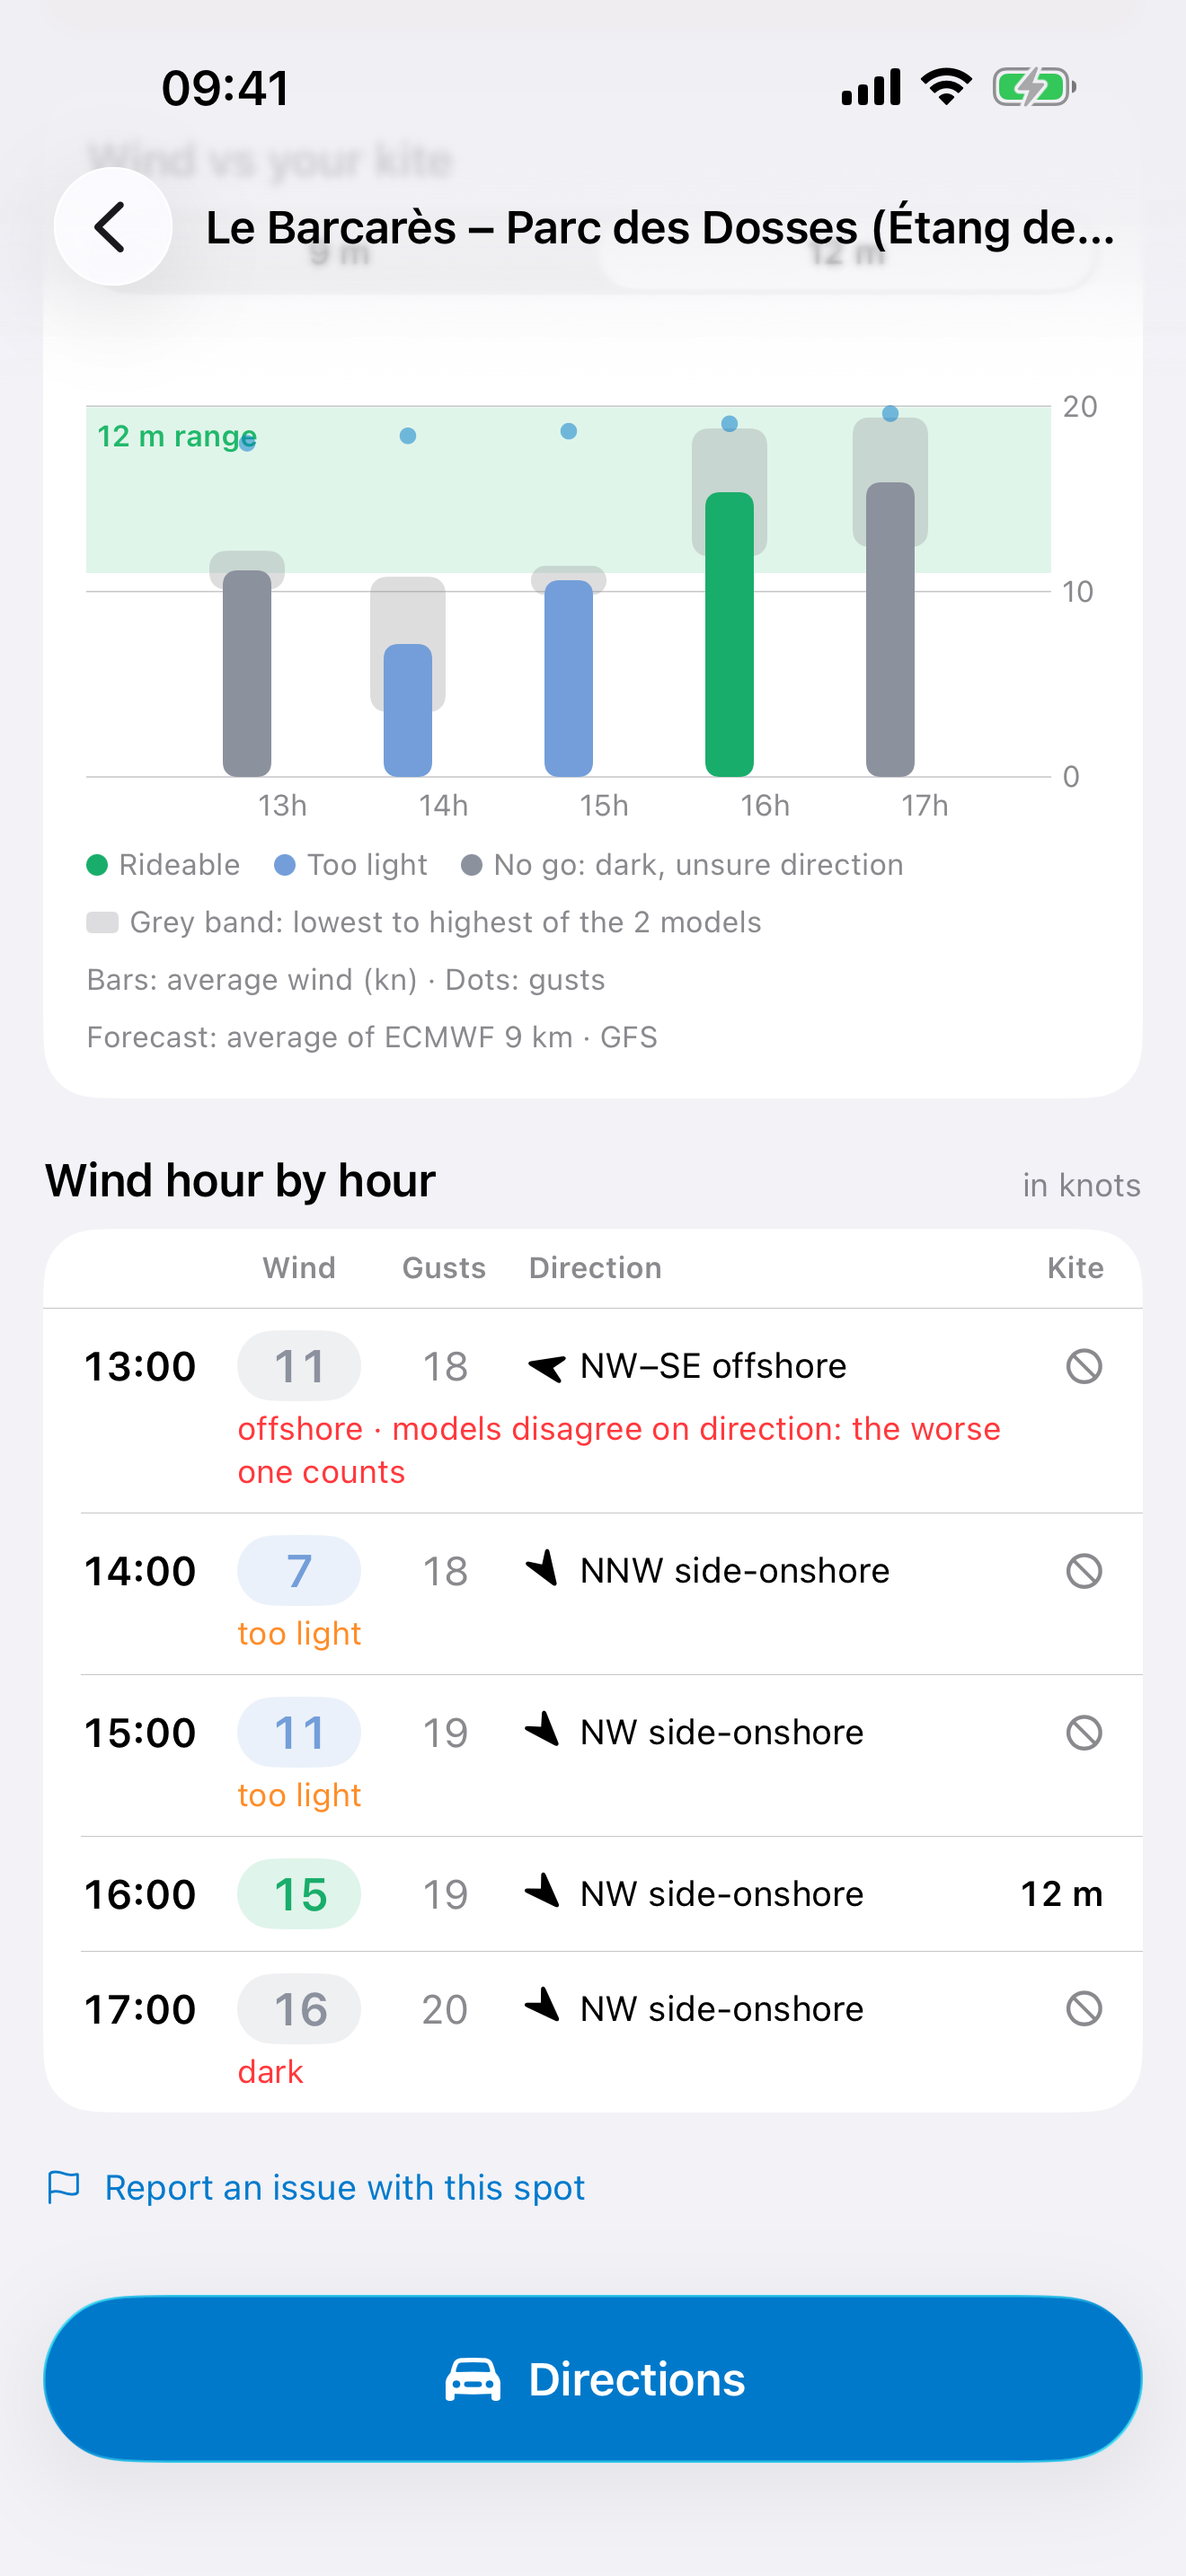 09:41
Wind vs your kite
Le Barcarès – Parc des Dosses (Étang de...
9 m
12 m
20
12 m range
10
0
13h
14h
15h
16h
17h
Rideable
Too light
No go: dark, unsure direction
Grey band: lowest to highest of the 2 models
Bars: average wind (kn) · Dots: gusts
Forecast: average of ECMWF 9 km · GFS
Wind hour by hour
in knots
Wind Gusts Direction Kite
13:00 11 18 NW–SE offshore
offshore · models disagree on direction: the worse
one counts
14:00 7 18 NNW side-onshore
too light
15:00 11 19 NW side-onshore
too light
16:00 15 19 NW side-onshore 12 m
17:00 16 20 NW side-onshore
dark
Report an issue with this spot
Directions